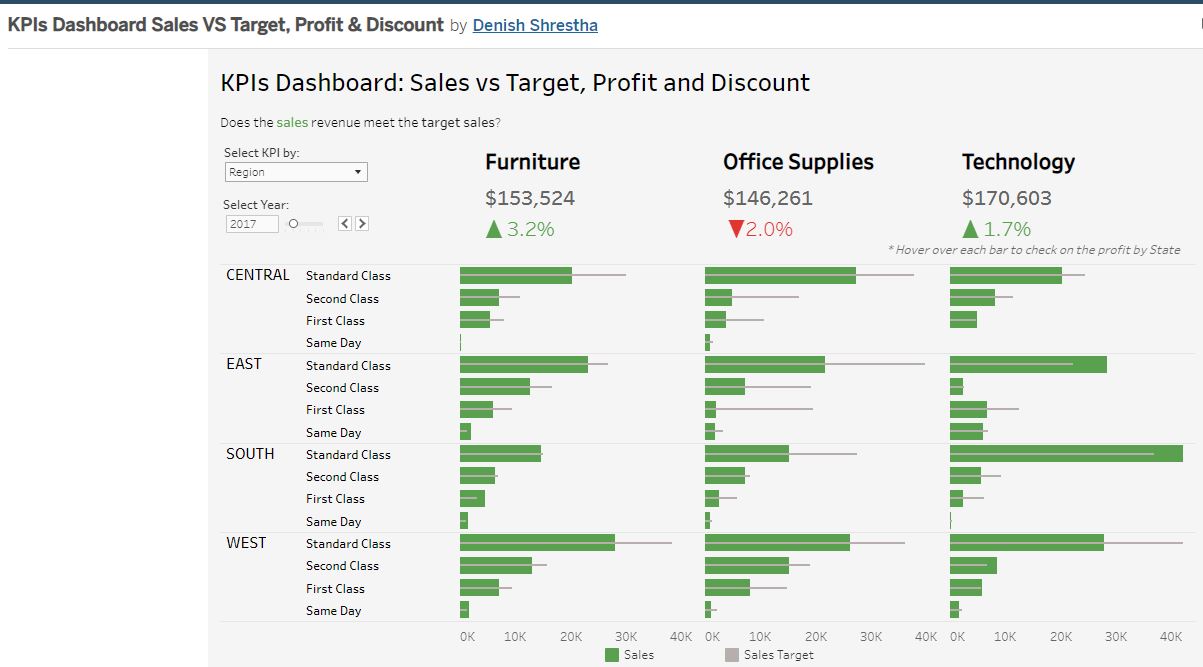 KPIs Dashboard Sales VS Target, Profit & Discount by Denish Shrestha
KPIs Dashboard: Sales vs Target, Profit and Discount
Does the sales revenue meet the target sales?
Select KPI by:
Region
Select Year:
2017
Furniture Office Supplies Technology
$153,524 $146,261 $170,603
▲ 3.2% ▼2.0% ▲ 1.7%
* Hover over each bar to check on the profit by State
CENTRAL Standard Class
Second Class
First Class
Same Day
EAST Standard Class
Second Class
First Class
Same Day
SOUTH Standard Class
Second Class
First Class
Same Day
WEST Standard Class
Second Class
First Class
Same Day
0K 10K 20K 30K 40K 0K 10K 20K 30K 40K 0K 10K 20K 30K 40K
Sales Sales Target